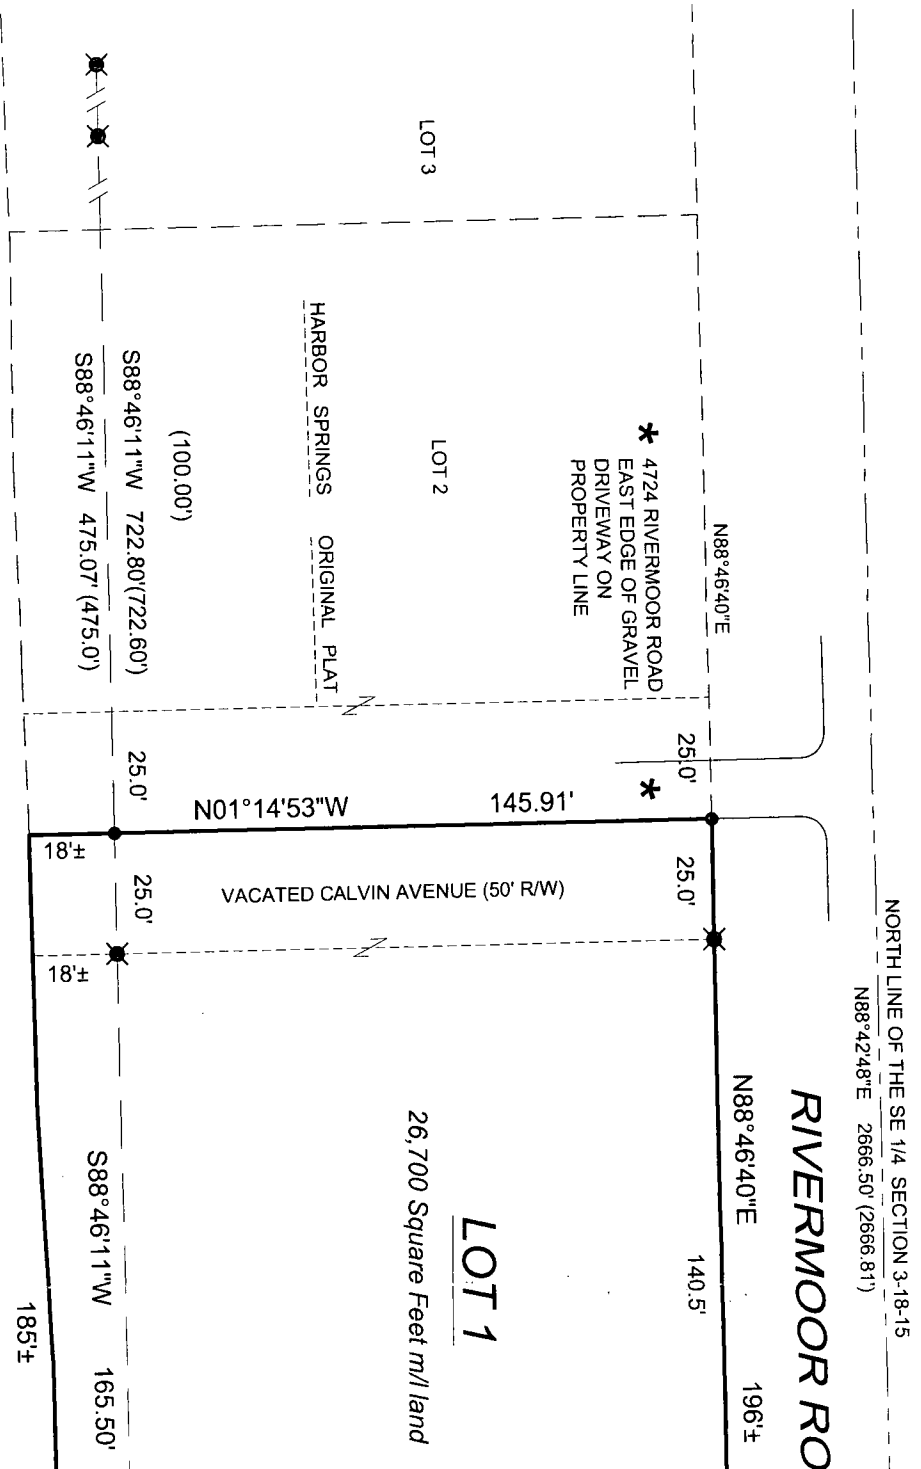 NORTH LINE OF THE SE 1/4 SECTION 3-18-15
N88°42'48"E 2666.50' (2666.81')
RIVERMOOR RO
N88°46'40"E
N88°46'40"E 196'±
140.5'
* 4724 RIVERMOOR ROAD
EAST EDGE OF GRAVEL
DRIVEWAY ON
PROPERTY LINE
25.0'
*
25.0'
LOT 3
LOT 2
HARBOR SPRINGS ORIGINAL PLAT
N01°14'53"W 145.91'
VACATED CALVIN AVENUE (50' R/W)
LOT 1
26,700 Square Feet m/l land
(100.00')
S88°46'11"W 722.80'(722.60')
S88°46'11"W 475.07' (475.0')
25.0'
25.0'
18'±
18'±
S88°46'11"W 165.50'
185'±